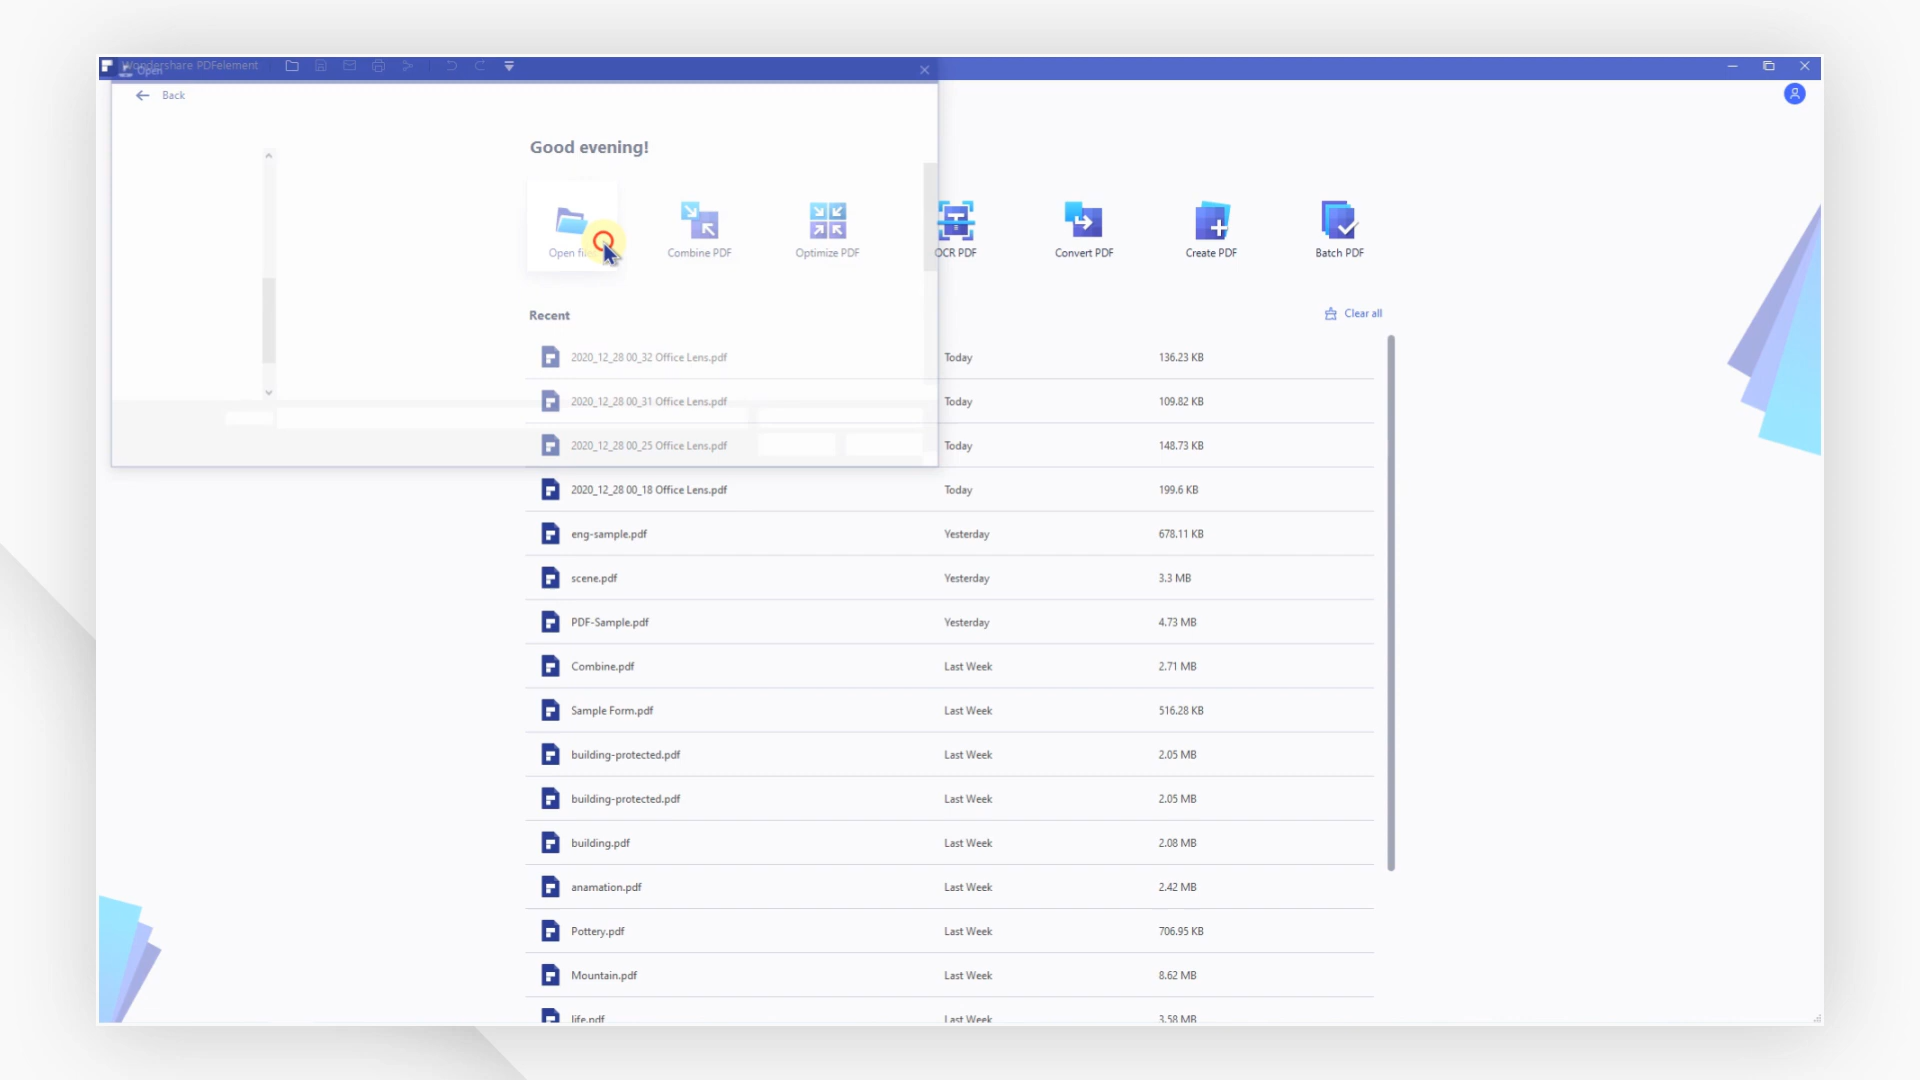 Wondershare PDFelement
Open
Back
Good evening!
Open fi
Combine PDF
Optimize PDF
OCR PDF
Convert PDF
Create PDF
Batch PDF
Recent
Clear all
2020_12_28 00_32 Office Lens.pdf Today 136.23 KB
2020_12_28 00_31 Office Lens.pdf Today 109.82 KB
2020_12_28 00_25 Office Lens.pdf Today 148.73 KB
2020_12_28 00_18 Office Lens.pdf Today 199.6 KB
eng-sample.pdf Yesterday 678.11 KB
scene.pdf Yesterday 3.3 MB
PDF-Sample.pdf Yesterday 4.73 MB
Combine.pdf Last Week 2.71 MB
Sample Form.pdf Last Week 516.28 KB
building-protected.pdf Last Week 2.05 MB
building-protected.pdf Last Week 2.05 MB
building.pdf Last Week 2.08 MB
anamation.pdf Last Week 2.42 MB
Pottery.pdf Last Week 706.95 KB
Mountain.pdf Last Week 8.62 MB
life.pdf Last Week 3.58 MB